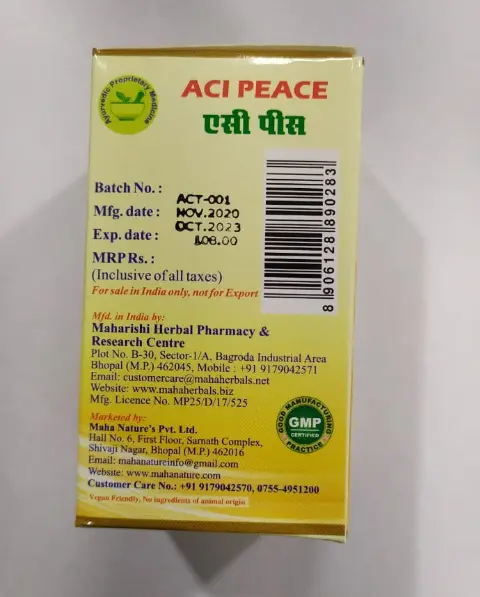 Ayurvedic Proprietary Medicine
ACI PEACE
एसी पीस
Batch No. :
ACT-001
Mfg. date :
NOV.2020
Exp. date :
OCT.2023
108.00
MRP Rs. :
(Inclusive of all taxes)
For sale in India only, not for Export
8 906128 890283
Mfd. in India by:
Maharishi Herbal Pharmacy &
Research Centre
Plot No. B-30, Sector-1/A, Bagroda Industrial Area
Bhopal (M.P.) 462045, Mobile : +91 9179042571
Email: customercare@mahaherbals.net
Website: www.mahaherbals.biz
Mfg. Licence No. MP25/D/17/525
GOOD MANUFACTURING
GMP
CERTIFIED
PRACTICE
Marketed by:
Maha Nature's Pvt. Ltd.
Hall No. 6, First Floor, Sarnath Complex,
Shivaji Nagar, Bhopal (M.P.) 462016
Email: mahanatureinfo@gmail.com
Website: www.mahanature.com
Customer Care No.: +91 9179042570, 0755-4951200
Vegan Friendly, No ingredients of animal origin